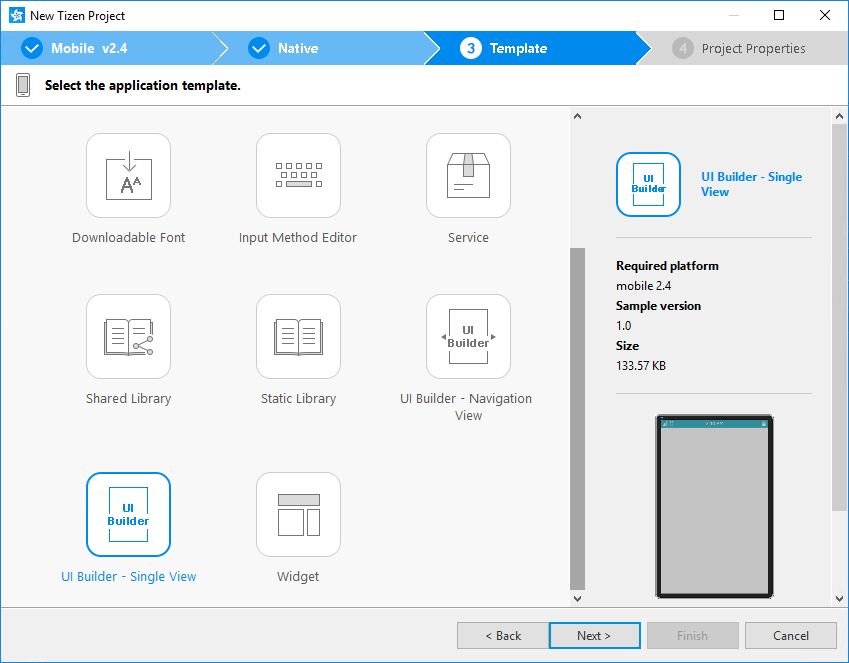 New Tizen Project
Mobile v2.4
Native
3 Template
4 Project Properties
Select the application template.
Downloadable Font
Input Method Editor
Service
Shared Library
Static Library
UI
Builder
UI Builder - Navigation
View
UI
Builder
UI Builder - Single View
Widget
UI
Builder
UI Builder - Single
View
Required platform
mobile 2.4
Sample version
1.0
Size
133.57 KB
< Back
Next >
Finish
Cancel